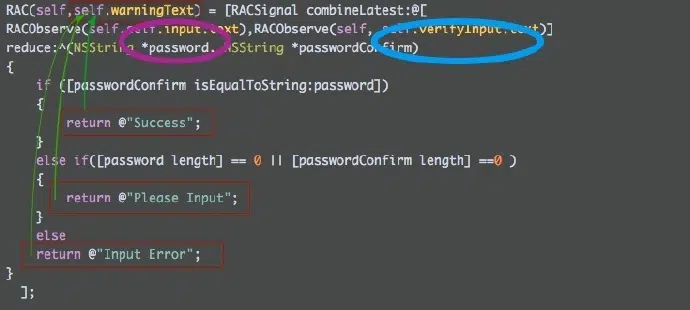 RAC(self,self.warningText) = [RACSignal combineLatest:@[
RACObserve(self,self.input.text),RACObserve(self, self.verifyInput.text)]
reduce:^(NSString *password, NSString *passwordConfirm)
{
if ([passwordConfirm isEqualToString:password])
{
return @"Success";
}
else if([password length] == 0 || [passwordConfirm length] ==0 )
{
return @"Please Input";
}
else
return @"Input Error";
}
];